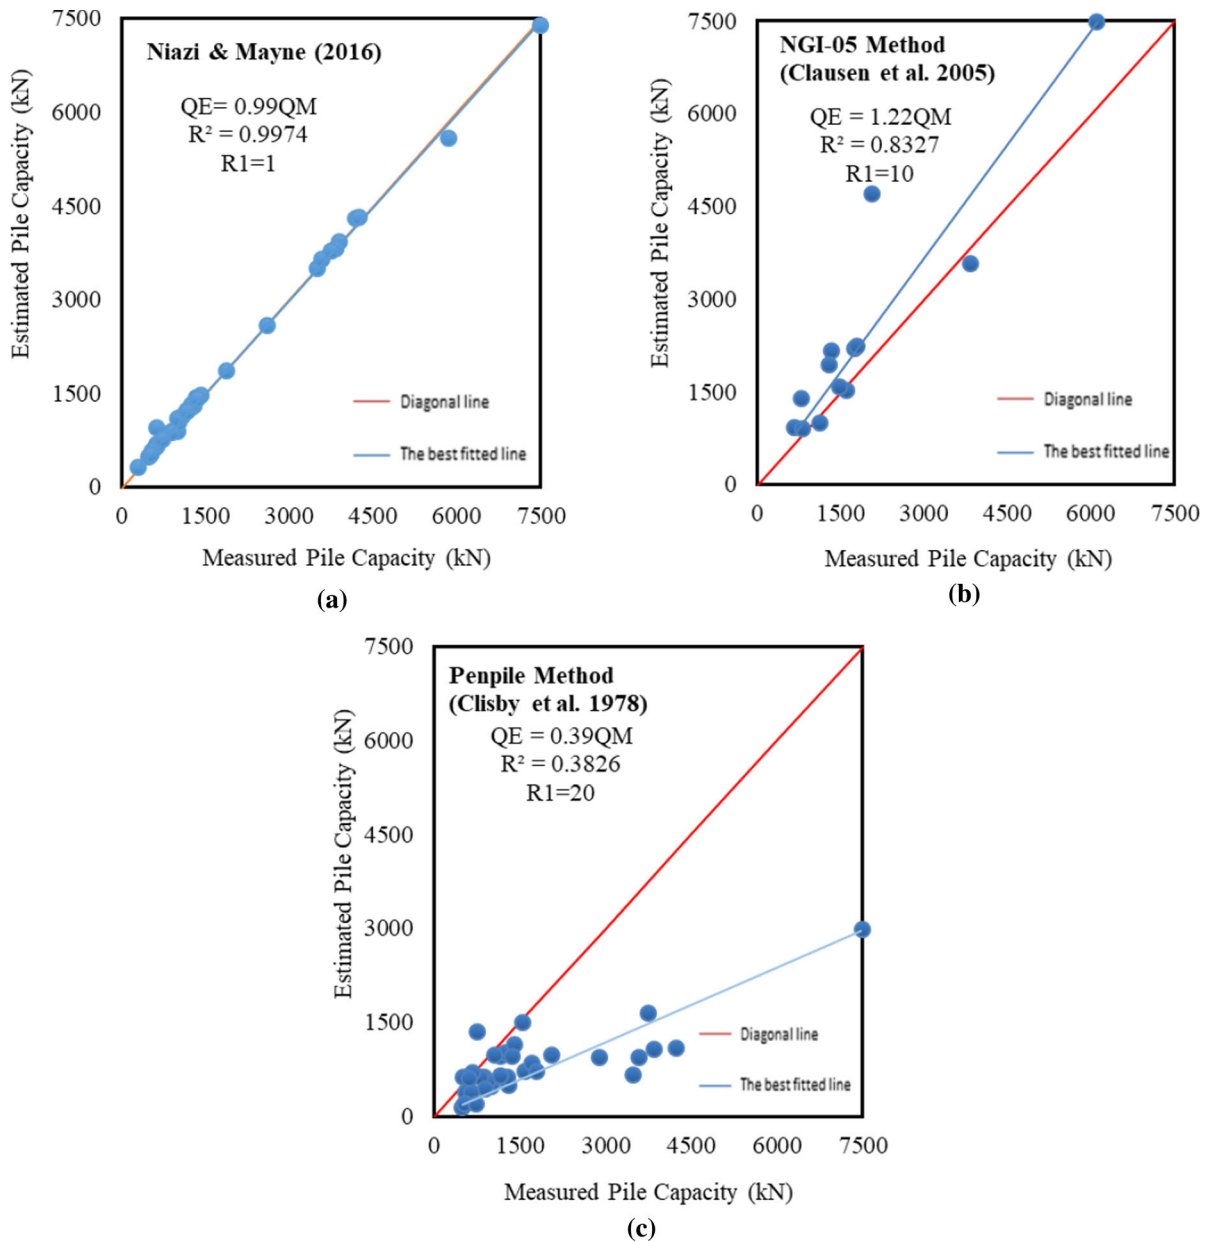 Niazi & Mayne (2016)
QE= 0.99QM
R² = 0.9974
R1=1
Estimated Pile Capacity (kN)
7500
6000
4500
3000
1500
0
0 1500 3000 4500 6000 7500
Diagonal line
The best fitted line
Measured Pile Capacity (kN)
(a)
NGI-05 Method
(Clausen et al. 2005)
QE = 1.22QM
R² = 0.8327
R1=10
Estimated Pile Capacity (kN)
7500
6000
4500
3000
1500
0
0 1500 3000 4500 6000 7500
Diagonal line
The best fitted line
Measured Pile Capacity (kN)
(b)
Penpile Method
(Clisby et al. 1978)
QE = 0.39QM
R² = 0.3826
R1=20
Estimated Pile Capacity (kN)
7500
6000
4500
3000
1500
0
0 1500 3000 4500 6000 7500
Diagonal line
The best fitted line
Measured Pile Capacity (kN)
(c)